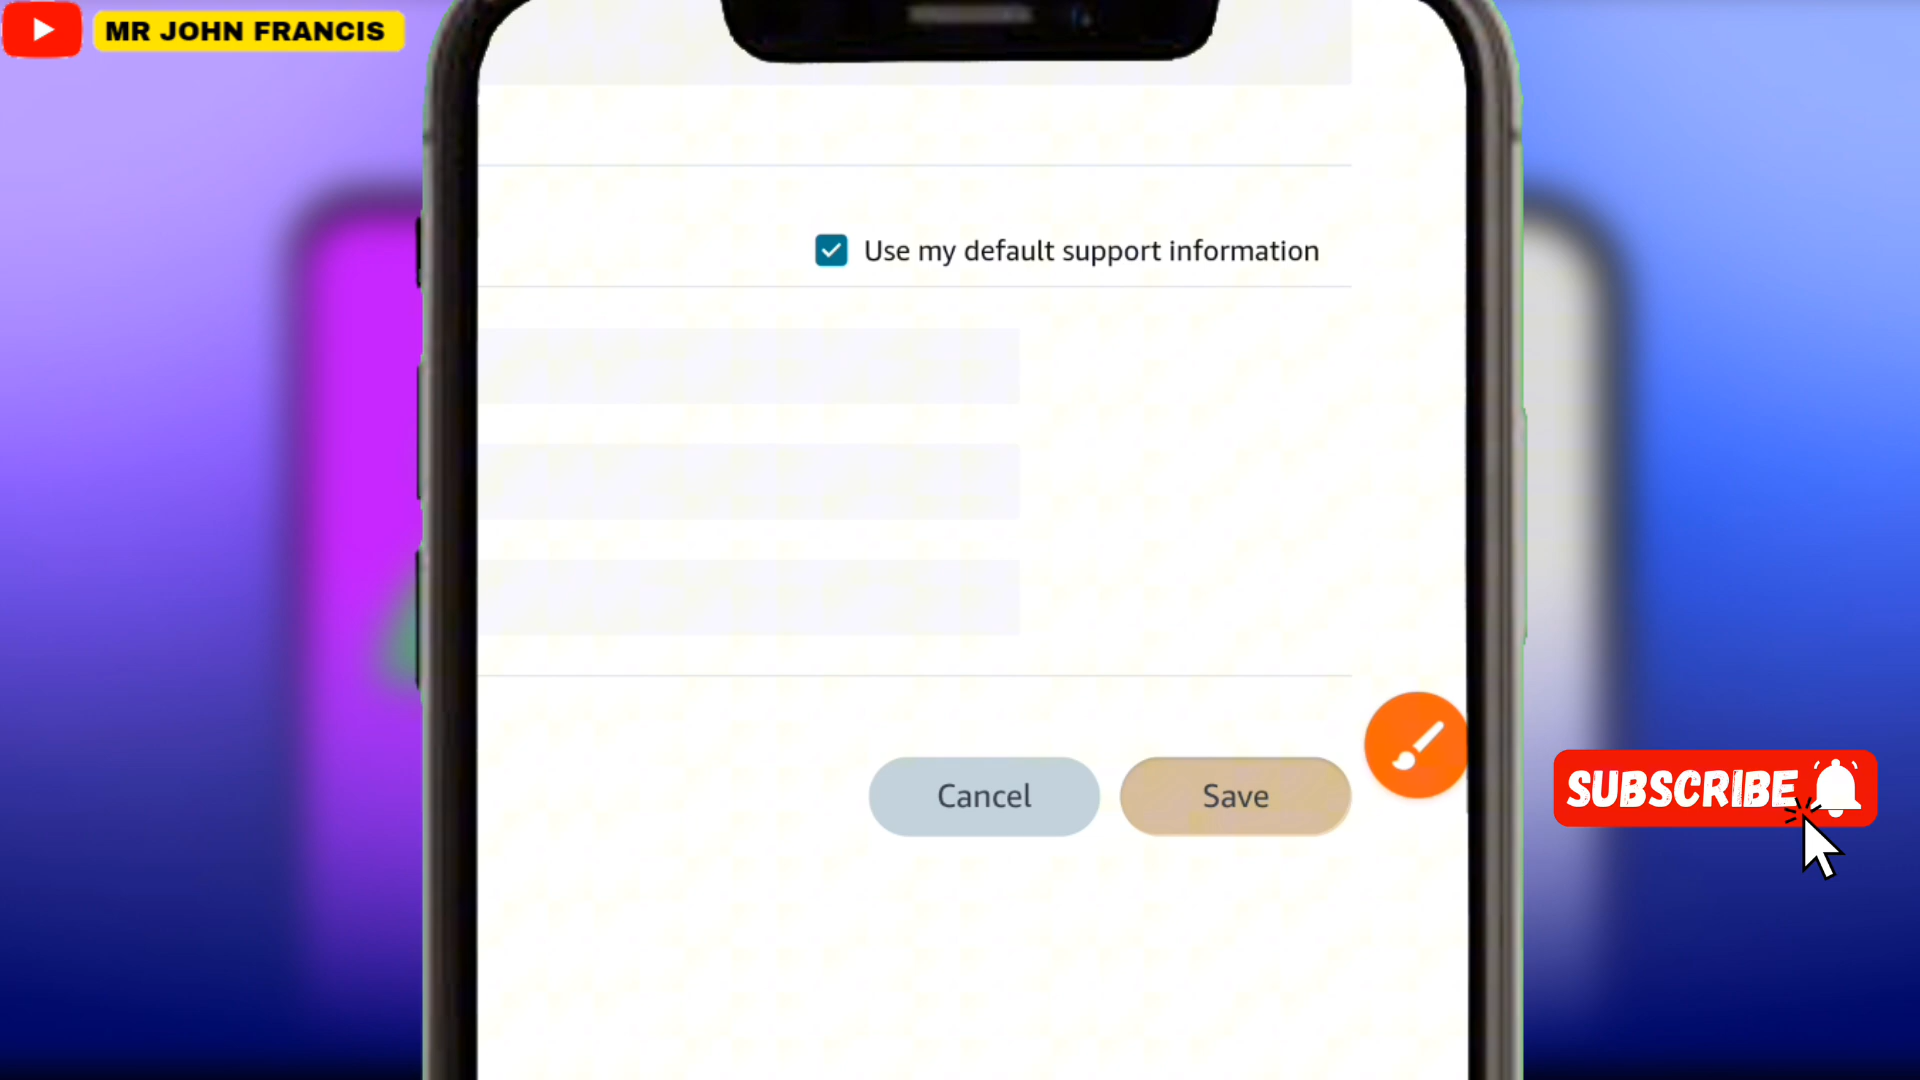 MR JOHN FRANCIS
Use my default support information
Cancel
Save
SUBSCRIBE